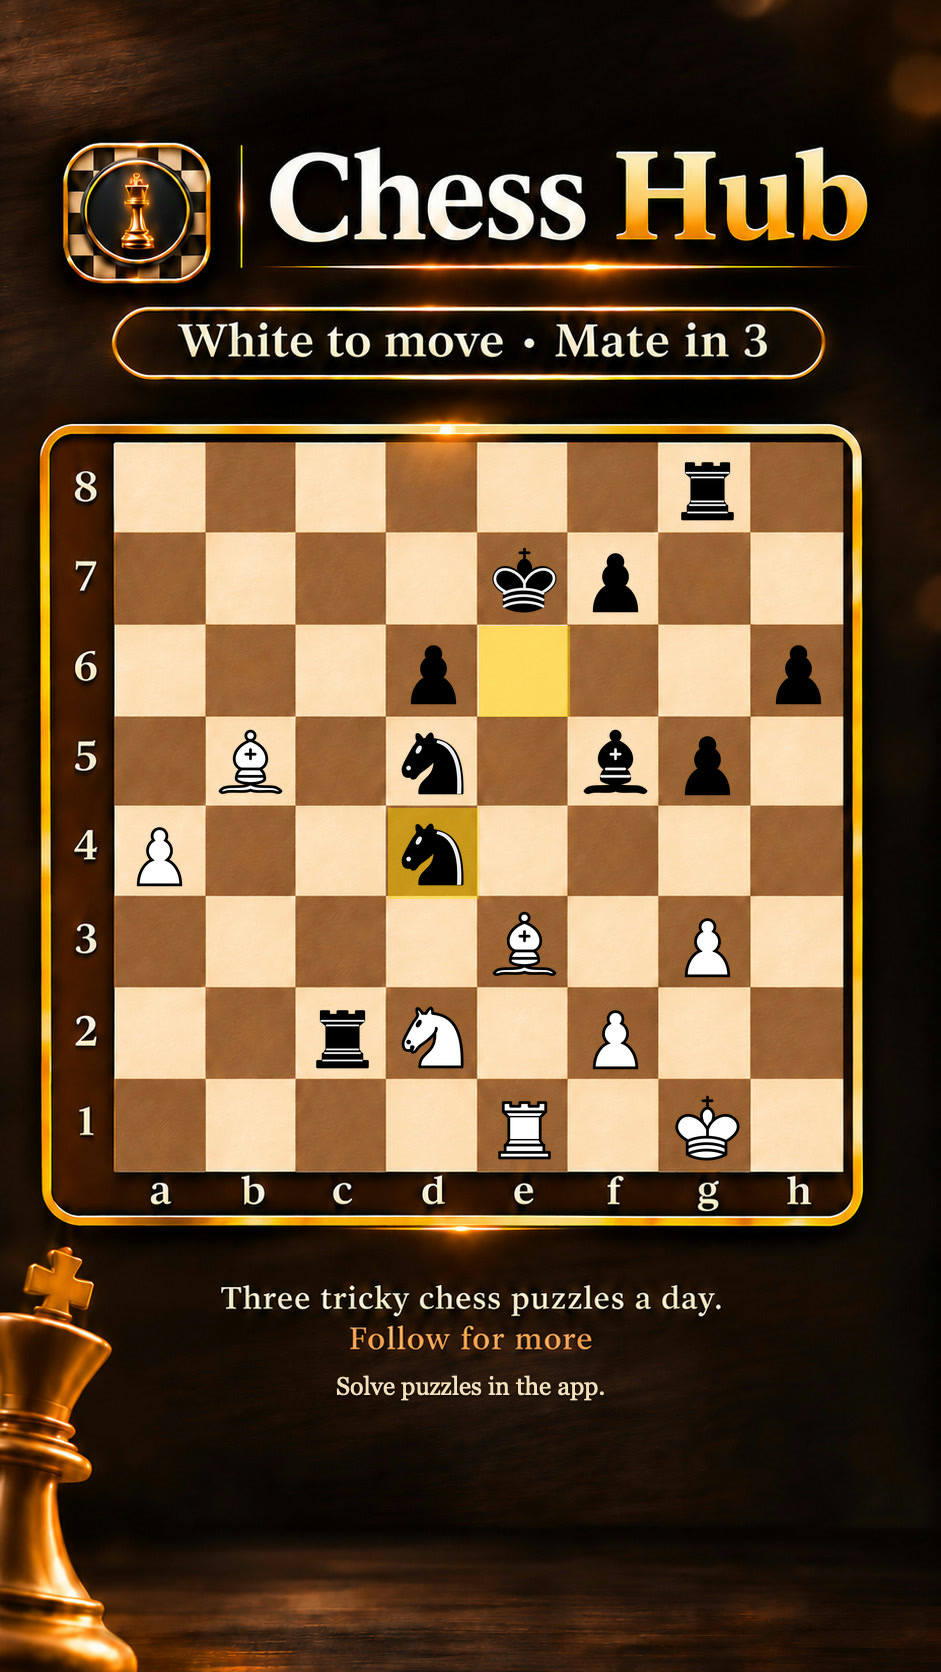 Chess Hub
White to move • Mate in 3
8
7
6
5
4
3
2
1
a b c d e f g h
Three tricky chess puzzles a day.
Follow for more
Solve puzzles in the app.